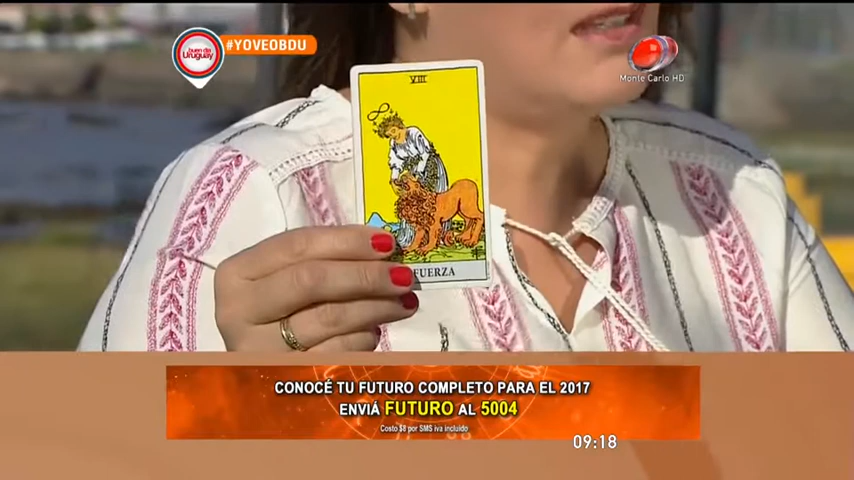 buen día
Uruguay
#YOVEOBDU
Monte Carlo HD
VIII
FUERZA
CONOCÉ TU FUTURO COMPLETO PARA EL 2017
ENVIÁ FUTURO AL 5004
Costo $8 por SMS iva incluido
09:18